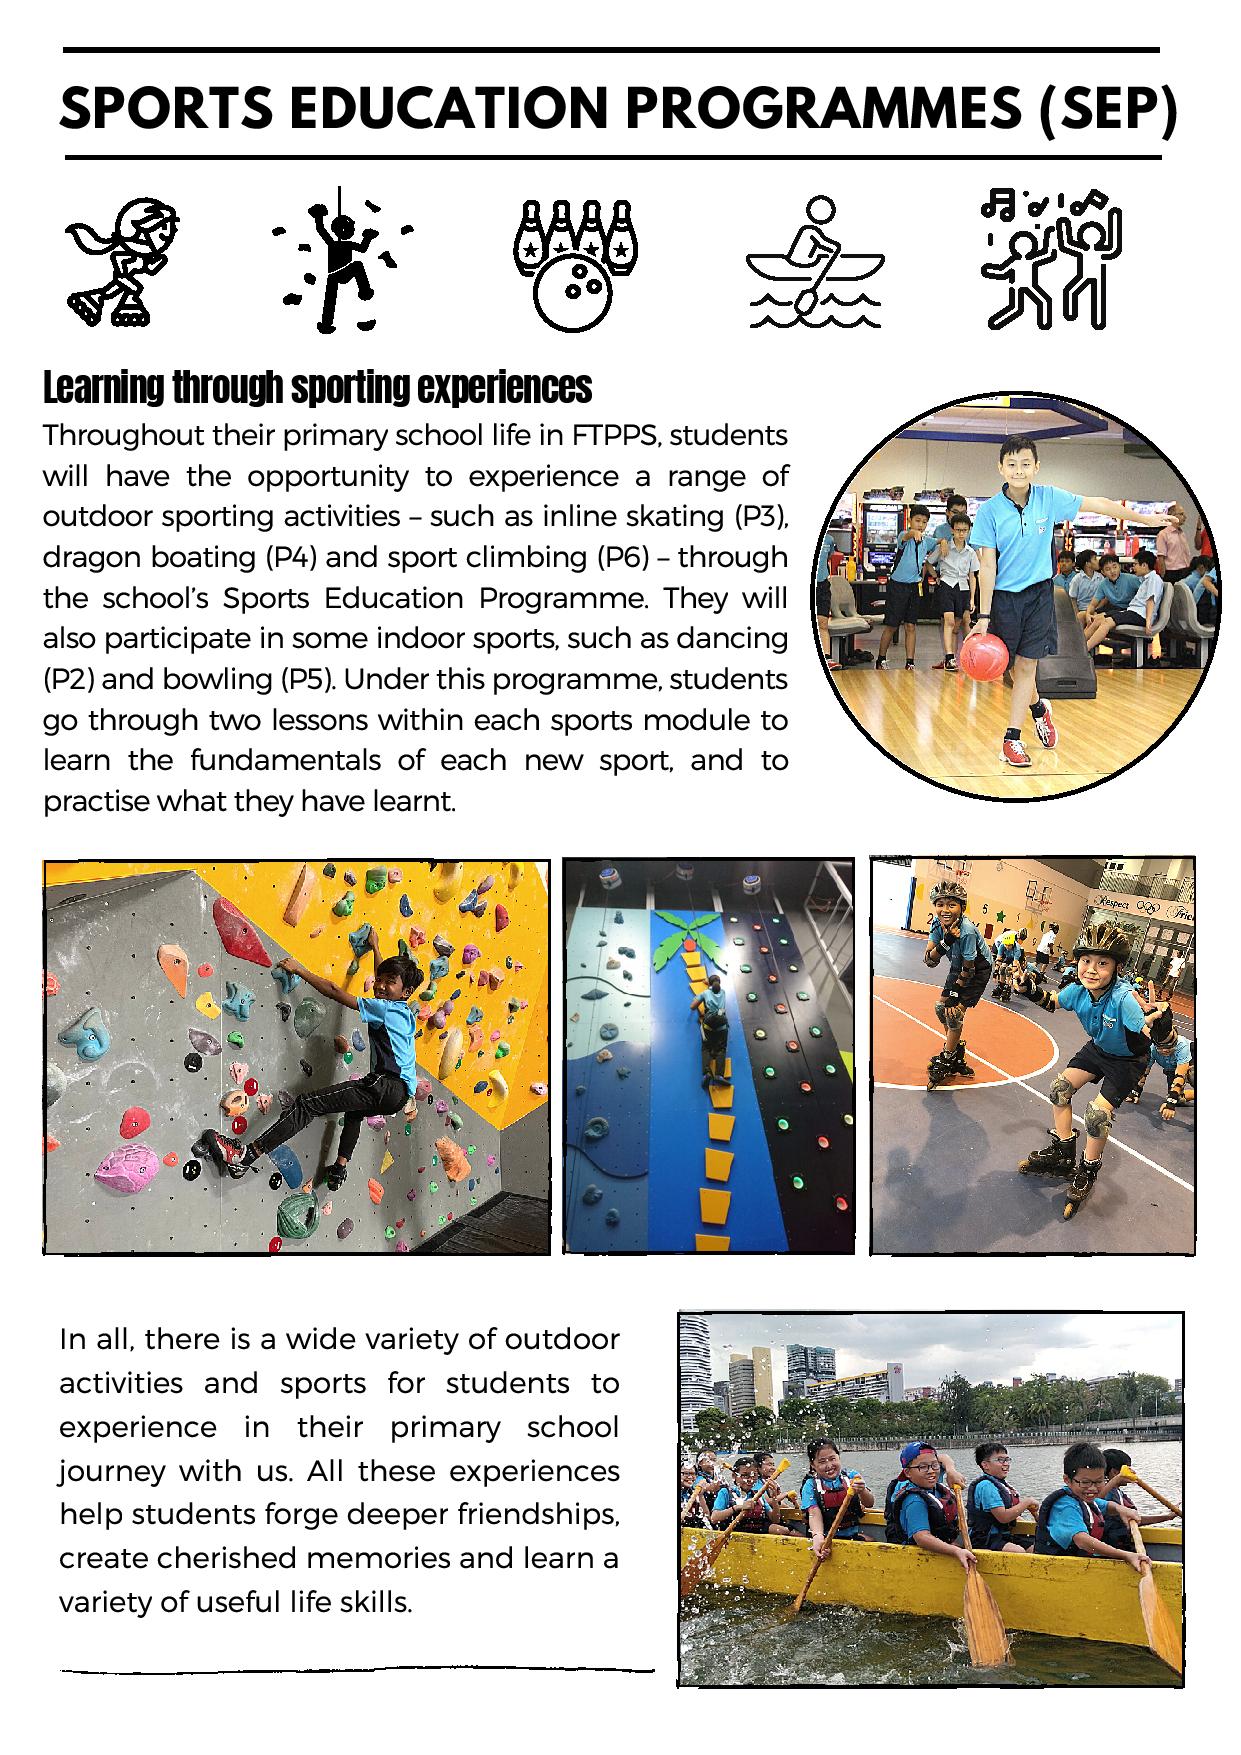 SPORTS EDUCATION PROGRAMMES (SEP)
Learning through sporting experiences
Throughout their primary school life in FTPPS, students
will have the opportunity to experience a range of
outdoor sporting activities – such as inline skating (P3),
dragon boating (P4) and sport climbing (P6) – through
the school's Sports Education Programme. They will
also participate in some indoor sports, such as dancing
(P2) and bowling (P5). Under this programme, students
go through two lessons within each sports module to
learn the fundamentals of each new sport, and to
practise what they have learnt.
Respect
5
2
In all, there is a wide variety of outdoor
activities and sports for students to
experience in their primary school
journey with us. All these experiences
help students forge deeper friendships,
create cherished memories and learn a
variety of useful life skills.